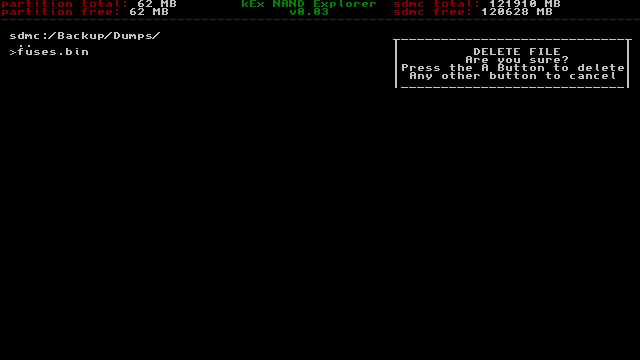 partition total: 62 MB kEx NAND Explorer sdmc total: 121910 MB
partition free: 62 MB v0.03 sdmc free: 120628 MB
sdmc:/Backup/Dumps/
..
>fuses.bin
DELETE FILE
Are you sure?
Press the A Button to delete
Any other button to cancel